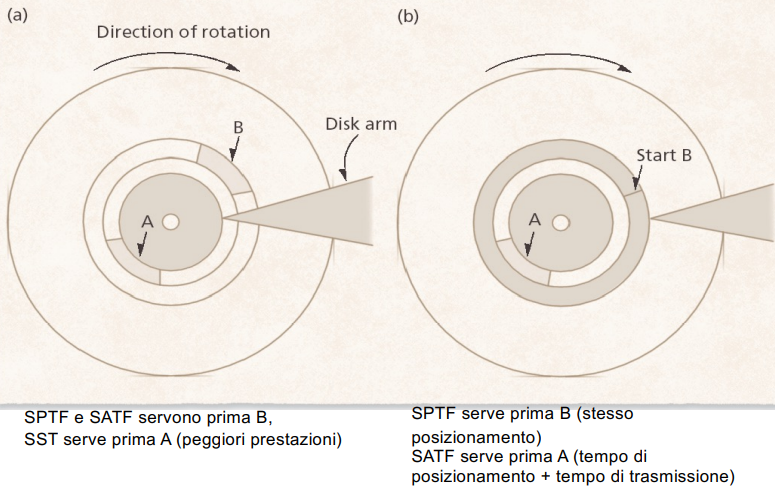 (a)
Direction of rotation
B
Disk arm
A
(b)
Start B
A
SPTF e SATF servono prima B,
SST serve prima A (peggiori prestazioni)
SPTF serve prima B (stesso
posizionamento)
SATF serve prima A (tempo di
posizionamento + tempo di trasmissione)